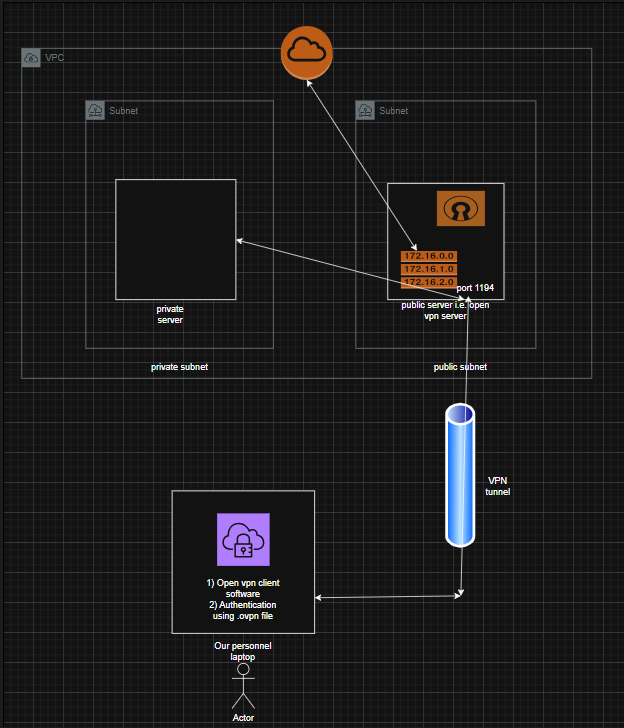 VPC
Subnet
Subnet
172.16.0.0
172.16.1.0
172.16.2.0
port 1194
private
server
public server i.e. open
vpn server
private subnet
public subnet
VPN
tunnel
1) Open vpn client
software
2) Authentication
using .ovpn file
Our personnel
laptop
Actor